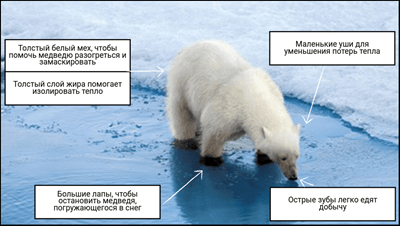 Толстый белый мех, чтобы
помочь медведю разогреться и
замаскировать
Толстый слой жира помогает
изолировать тепло
Маленькие уши для
уменьшения потерь тепла
Большие лапы, чтобы
остановить медведя,
погружающегося в снег
Острые зубы легко едят
добычу